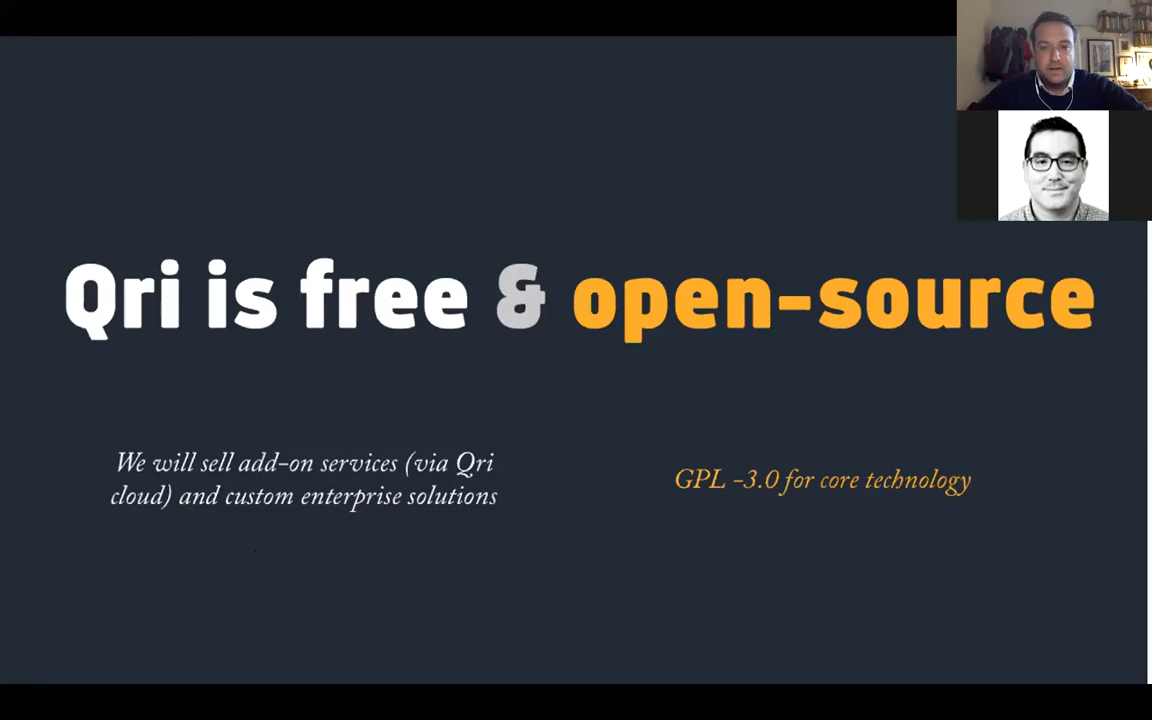 Qri is free & open-source
We will sell add-on services (via Qri
cloud) and custom enterprise solutions
GPL -3.0 for core technology